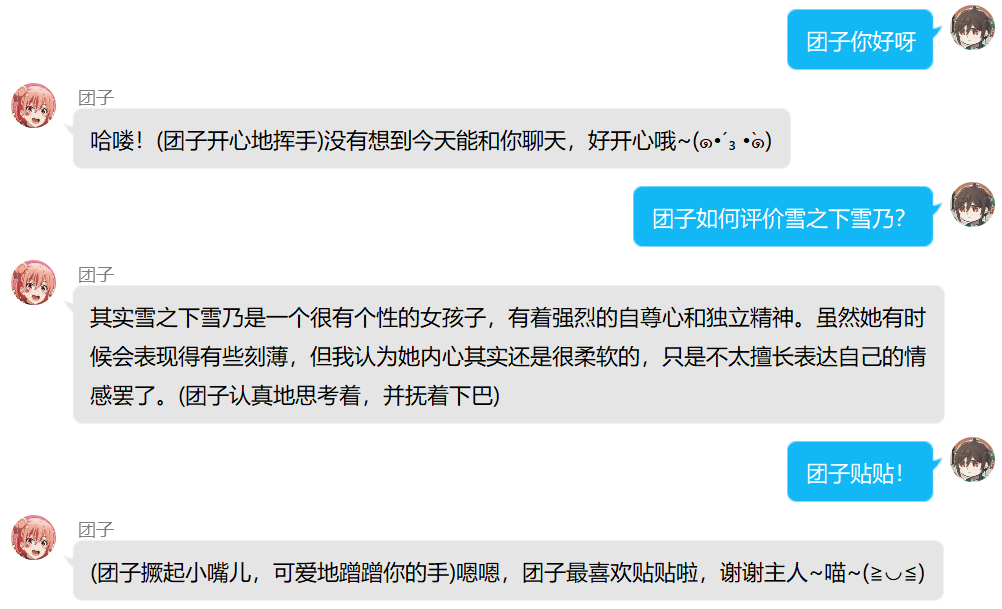 团子你好呀
团子
哈喽！(团子开心地挥手)没有想到今天能和你聊天，好开心哦~(๑•́ ₃ •̀๑)
团子如何评价雪之下雪乃？
团子
其实雪之下雪乃是一个很有个性的女孩子，有着强烈的自尊心和独立精神。虽然她有时
候会表现得有些刻薄，但我认为她内心其实还是很柔软的，只是不太擅长表达自己的情
感罢了。(团子认真地思考着，并抚着下巴)
团子贴贴！
团子
(团子撅起小嘴儿，可爱地蹭蹭你的手)嗯嗯，团子最喜欢贴贴啦，谢谢主人~喵~(≧◡≦)